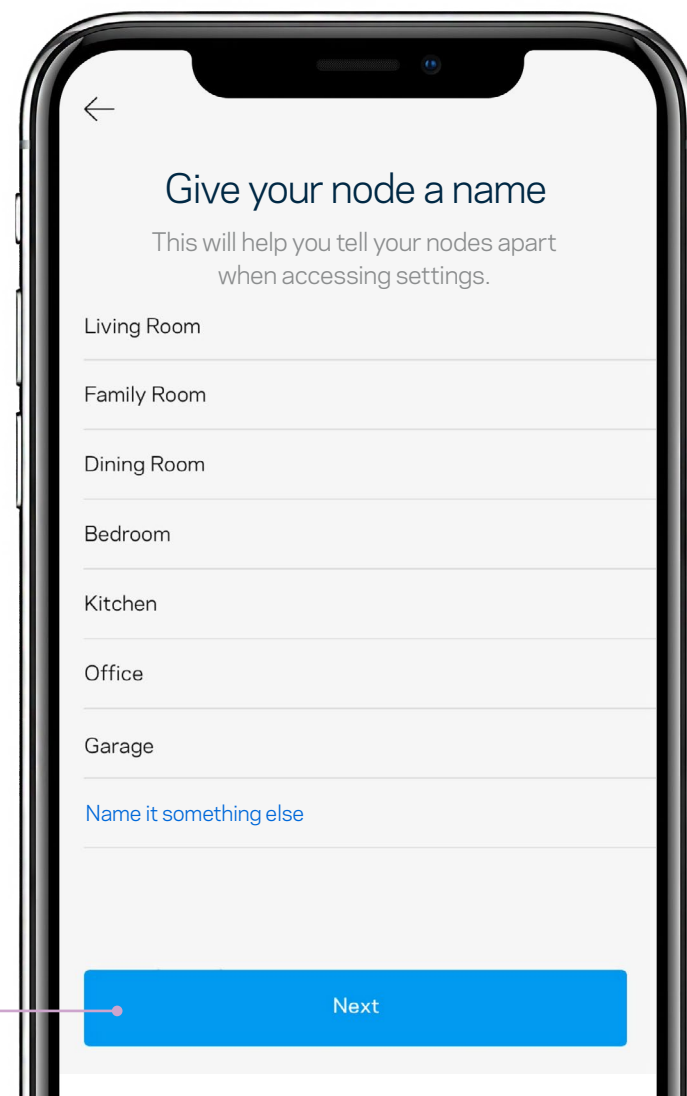 Give your node a name
This will help you tell your nodes apart
when accessing settings.
Living Room
Family Room
Dining Room
Bedroom
Kitchen
Office
Garage
Name it something else
Next